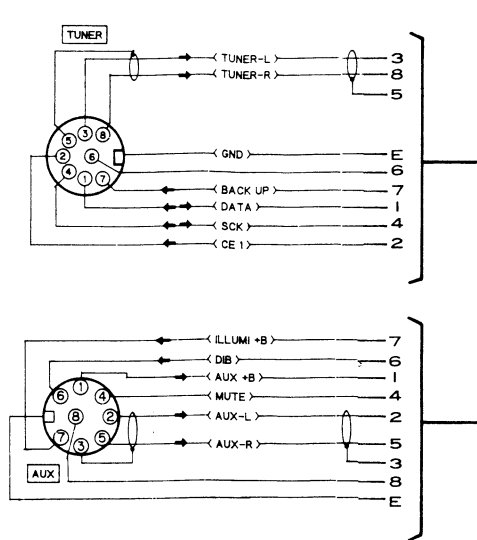 TUNER
TUNER-L 3
TUNER-R 8
5
5 3 8
2 6
4 1 7
GND E
6
BACK UP 7
DATA 1
SCK 4
CE 1 2
ILLUMI +B 7
DIB 6
AUX +B 1
MUTE 4
AUX-L 2
AUX-R 5
3
8
E
1
6 4
8 2
7 3 5
AUX